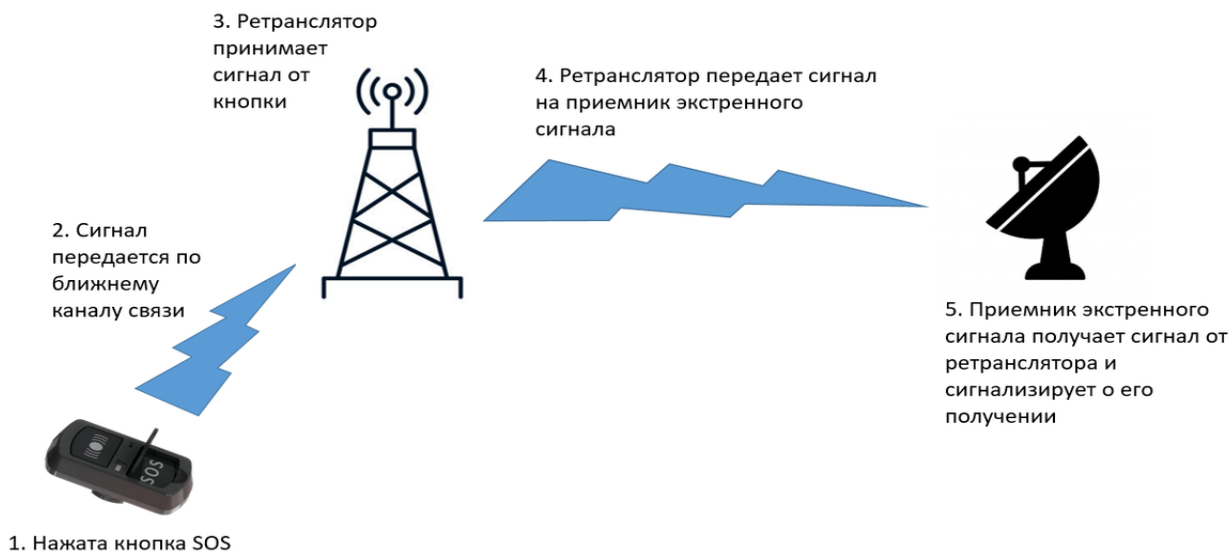 3. Ретранслятор
принимает
сигнал от
кнопки
4. Ретранслятор передает сигнал
на приемник экстренного
сигнала
2. Сигнал
передается по
ближнему
каналу связи
5. Приемник экстренного
сигнала получает сигнал от
ретранслятора и
сигнализирует о его
получении
SOS
1. Нажата кнопка SOS